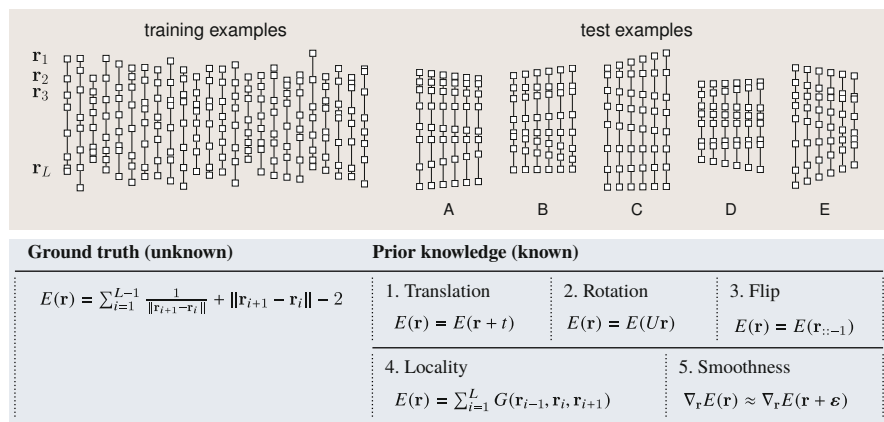 training examples
test examples
r₁
r₂
r₃
r_L
A B C D E
Ground truth (unknown)
E(r) = ∑_{i=1}^{L−1} 1/‖r_{i+1}−r_i‖ + ‖r_{i+1} − r_i‖ − 2
Prior knowledge (known)
1. Translation
E(r) = E(r + t)
2. Rotation
E(r) = E(Ur)
3. Flip
E(r) = E(r_{::−1})
4. Locality
E(r) = ∑_{i=1}^{L} G(r_{i−1}, r_i, r_{i+1})
5. Smoothness
∇_r E(r) ≈ ∇_r E(r + ε)